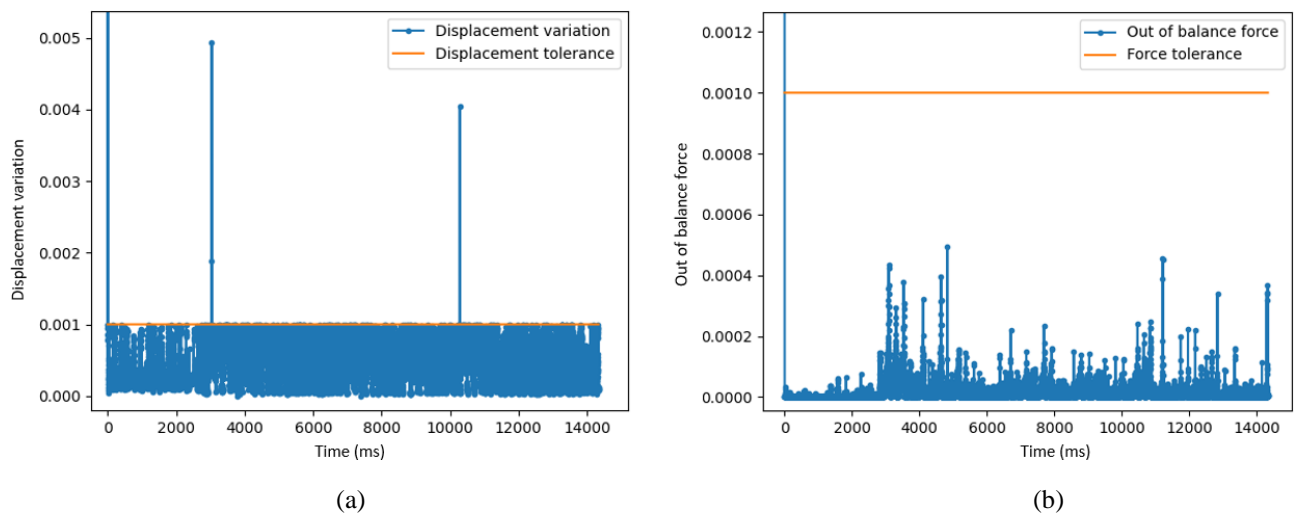 Displacement variation
Displacement tolerance
0.005
0.004
0.003
0.002
0.001
0.000
Displacement variation
0 2000 4000 6000 8000 10000 12000 14000
Time (ms)
(a)
Out of balance force
Force tolerance
0.0012
0.0010
0.0008
0.0006
0.0004
0.0002
0.0000
Out of balance force
0 2000 4000 6000 8000 10000 12000 14000
Time (ms)
(b)